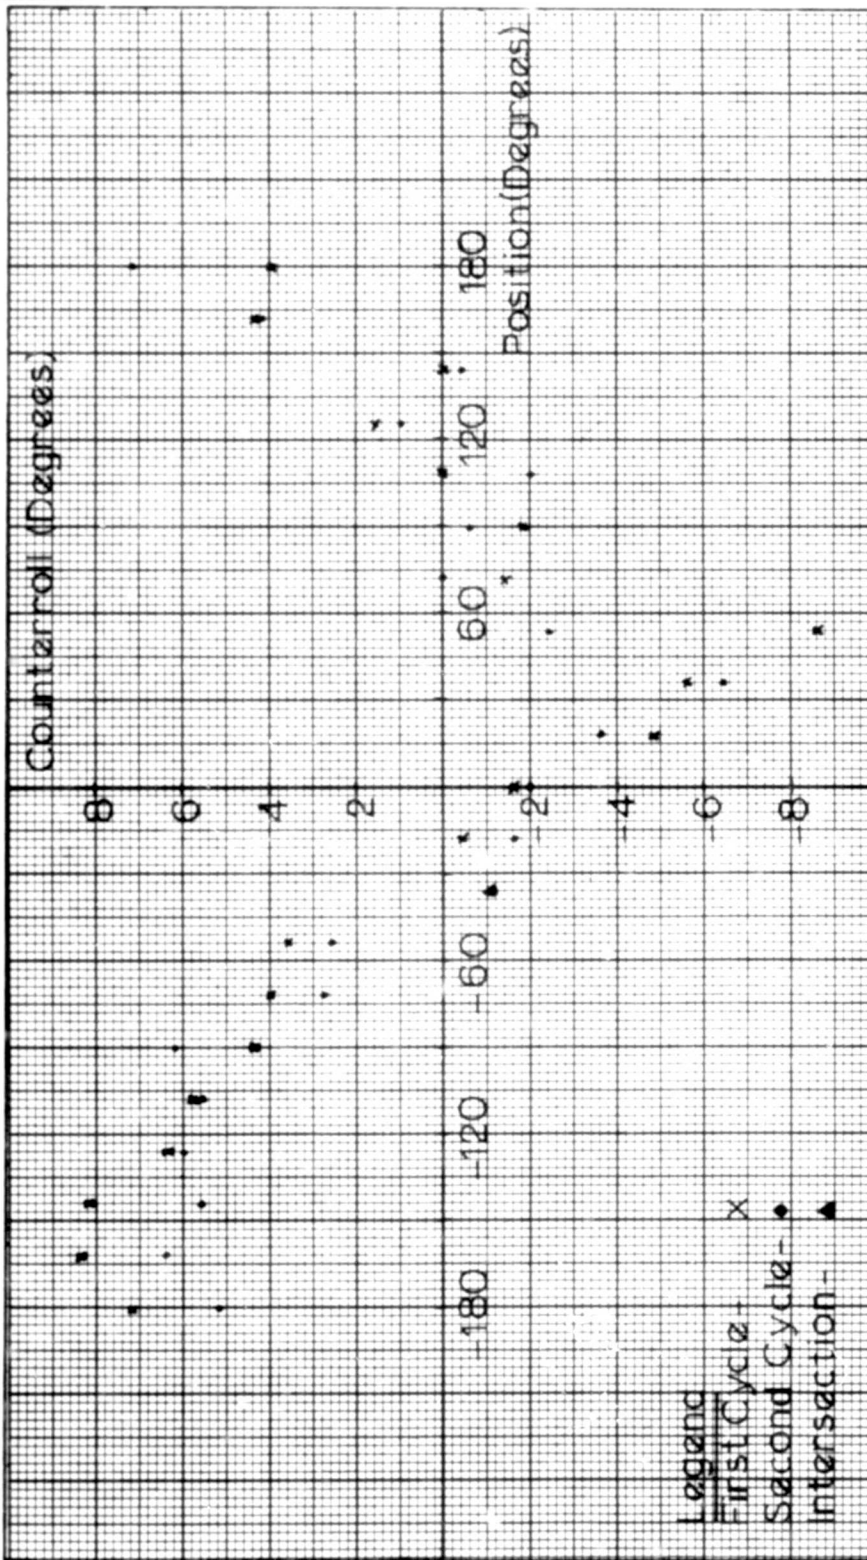 Counterroll (Degrees)
8
6
4
2
-2
-4
-6
-8
-180
-120
-60
60
120
180
Position (Degrees)
Legend
First Cycle- X
Second Cycle- ◆
Intersection- ▲